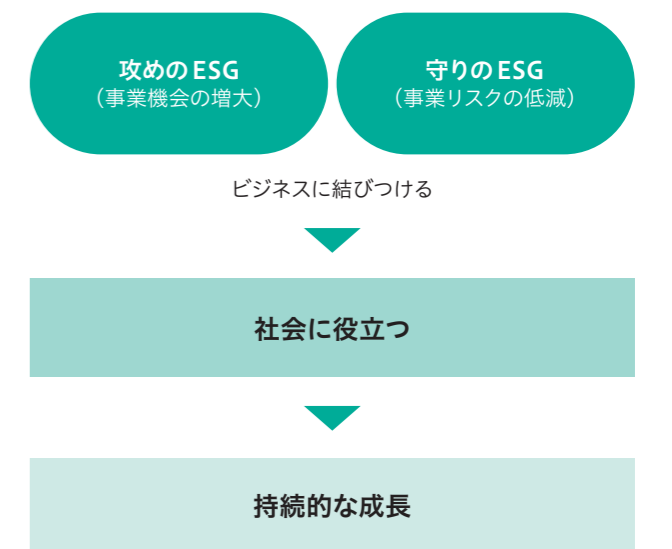 攻めのESG
（事業機会の増大）
守りのESG
（事業リスクの低減）
ビジネスに結びつける
社会に役立つ
持続的な成長